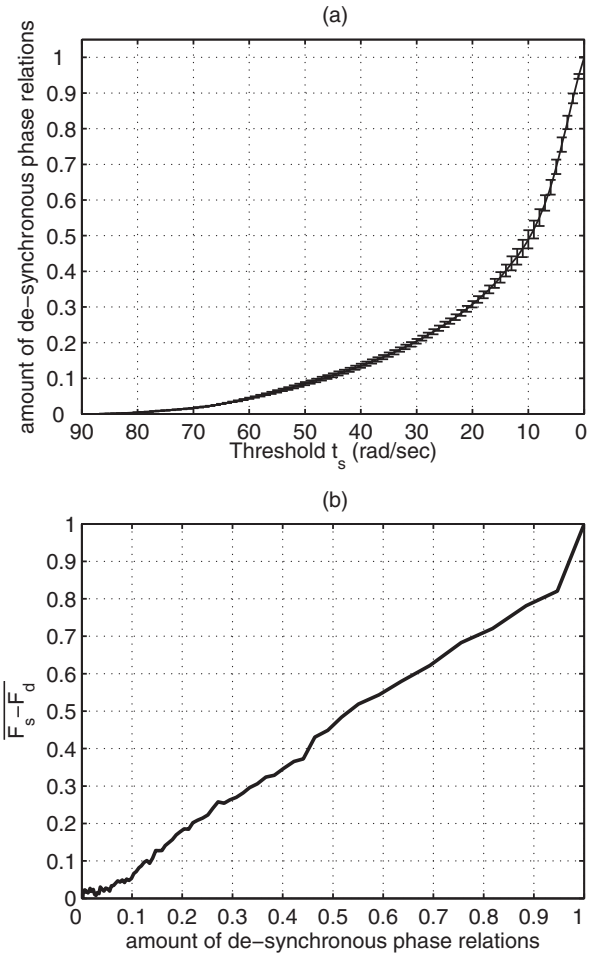 (a)
amount of de−synchronous phase relations
1
0.9
0.8
0.7
0.6
0.5
0.4
0.3
0.2
0.1
0
90 80 70 60 50 40 30 20 10 0
Threshold t_s (rad/sec)
(b)
F_s−F_d
1
0.9
0.8
0.7
0.6
0.5
0.4
0.3
0.2
0.1
0
0 0.1 0.2 0.3 0.4 0.5 0.6 0.7 0.8 0.9 1
amount of de−synchronous phase relations